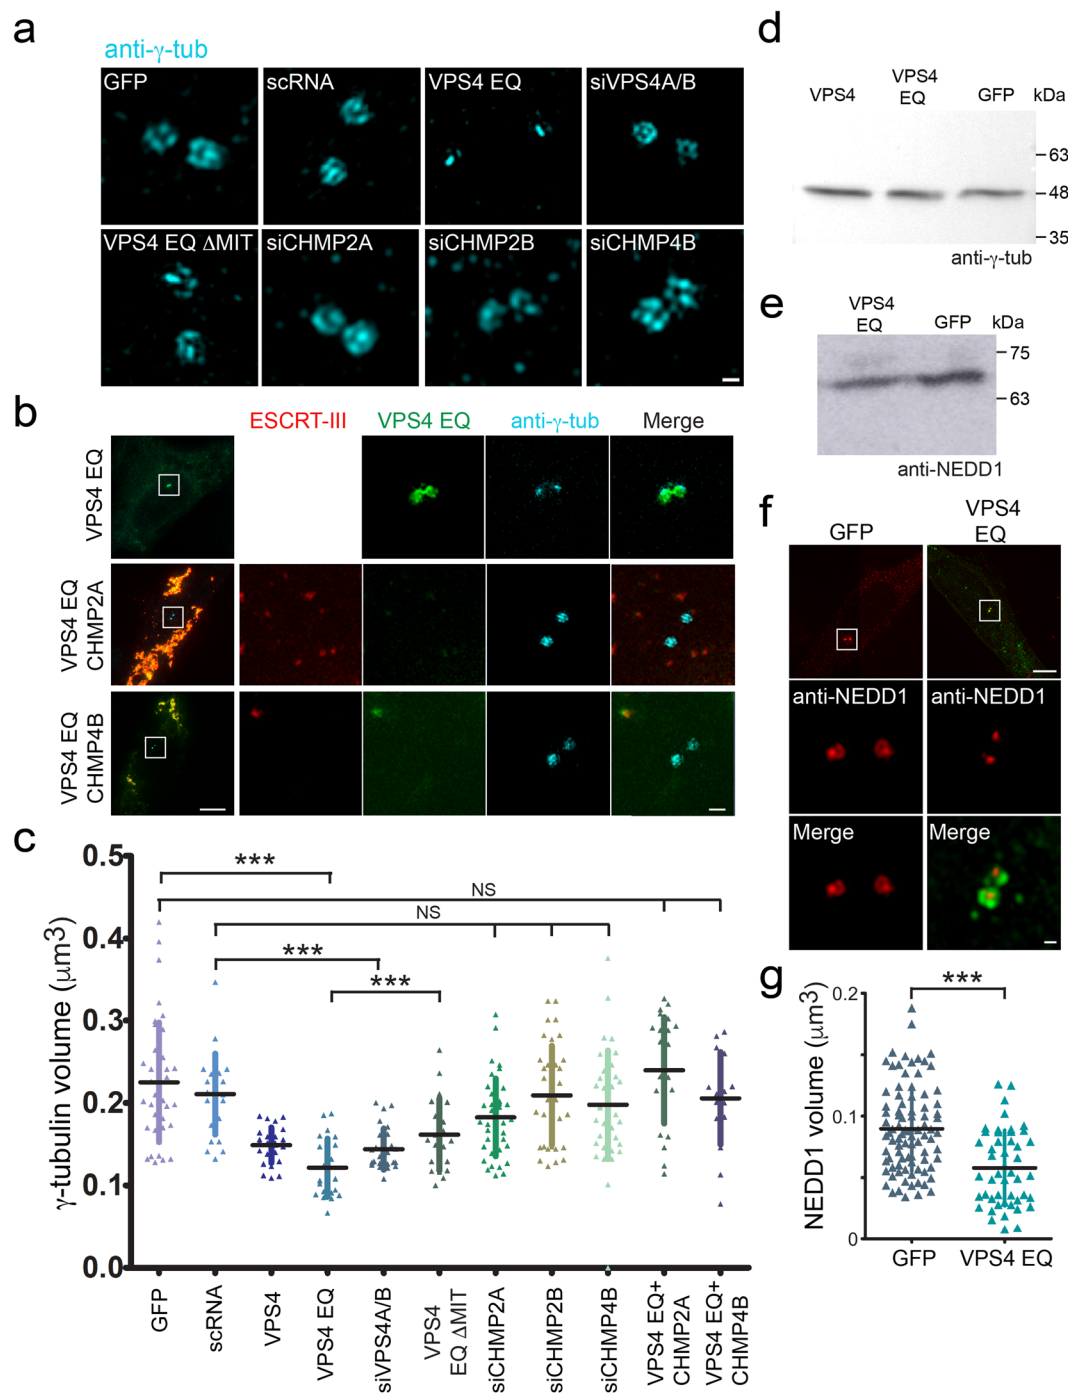 a
anti-γ-tub
GFP
scRNA
VPS4 EQ
siVPS4A/B
VPS4 EQ ΔMIT
siCHMP2A
siCHMP2B
siCHMP4B
b
ESCRT-III
VPS4 EQ
anti-γ-tub
Merge
VPS4 EQ
VPS4 EQ
CHMP2A
VPS4 EQ
CHMP4B
c
γ-tubulin volume (μm3)
0.5
0.4
0.3
0.2
0.1
0.0
***
NS
NS
***
***
GFP
scRNA
VPS4
VPS4 EQ
siVPS4A/B
VPS4
EQ ΔMIT
siCHMP2A
siCHMP2B
siCHMP4B
VPS4 EQ+
CHMP2A
VPS4 EQ+
CHMP4B
d
VPS4
VPS4
EQ
GFP
kDa
63
48
35
anti-γ-tub
e
VPS4
EQ
GFP
kDa
75
63
anti-NEDD1
f
GFP
VPS4
EQ
anti-NEDD1
anti-NEDD1
Merge
Merge
g
***
NEDD1 volume (μm3)
0.2
0.1
0
GFP
VPS4 EQ